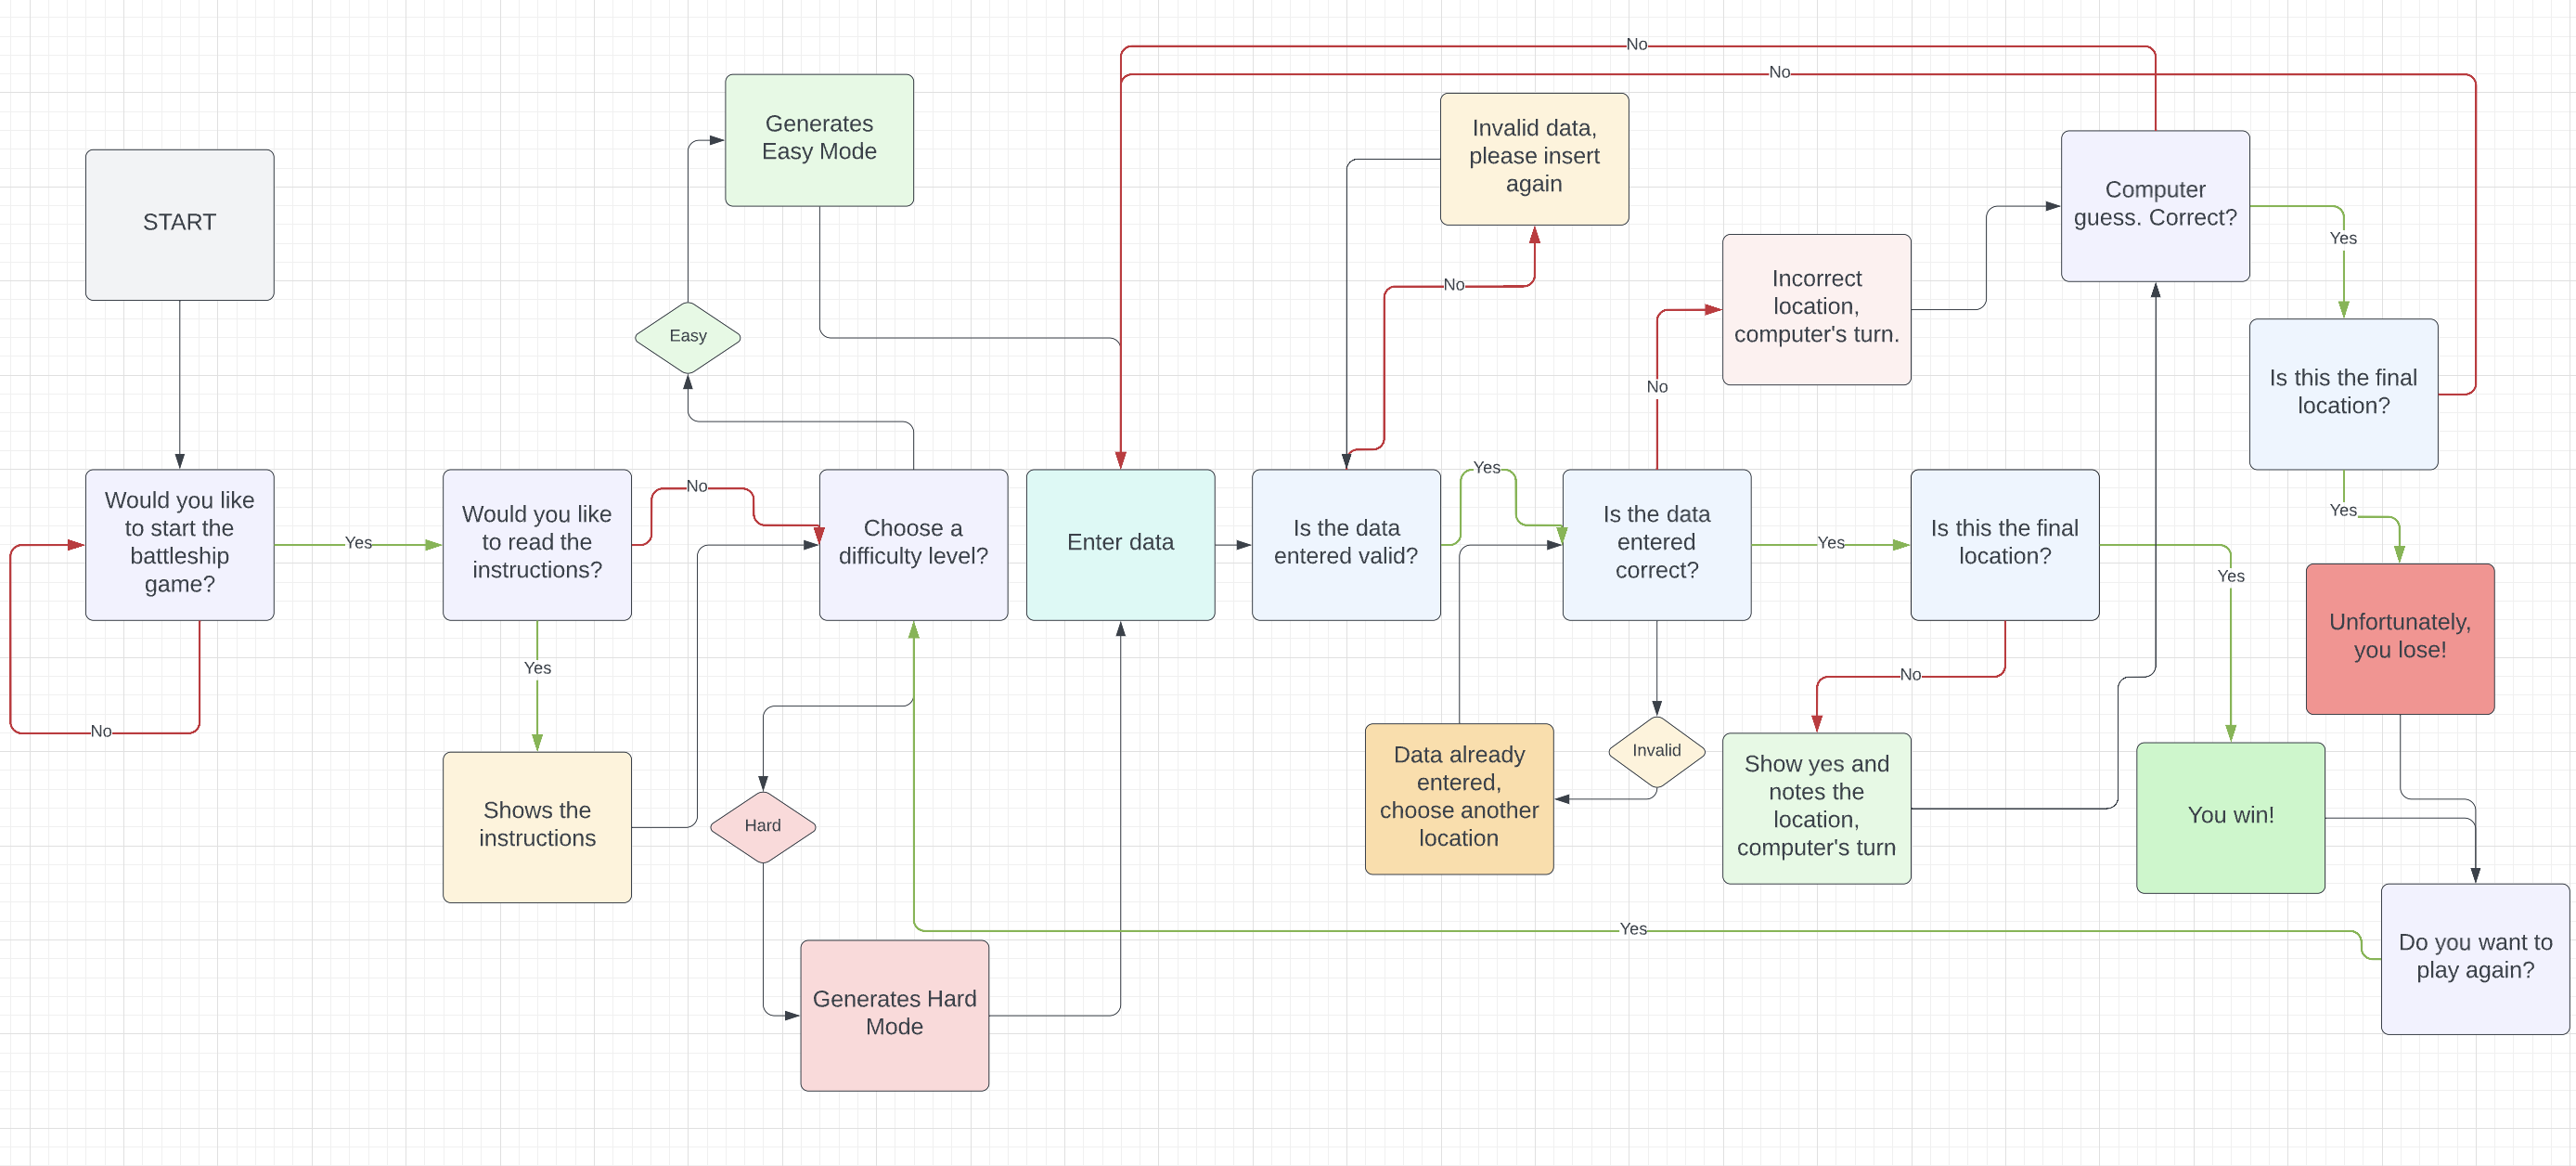 No
No
Generates
Easy Mode
Invalid data,
please insert
again
START
Computer
guess. Correct?
Yes
Incorrect
location,
computer's turn.
No
Easy
No
Is this the final
location?
Would you like
to start the
battleship
game?
Yes
Would you like
to read the
instructions?
No
Choose a
difficulty level?
Enter data
Is the data
entered valid?
Yes
Is the data
entered
correct?
Yes
Is this the final
location?
Yes
Yes
Unfortunately,
you lose!
No
Yes
No
Shows the
instructions
Hard
Data already
entered,
choose another
location
Invalid
Show yes and
notes the
location,
computer's turn
You win!
Yes
Do you want to
play again?
Generates Hard
Mode